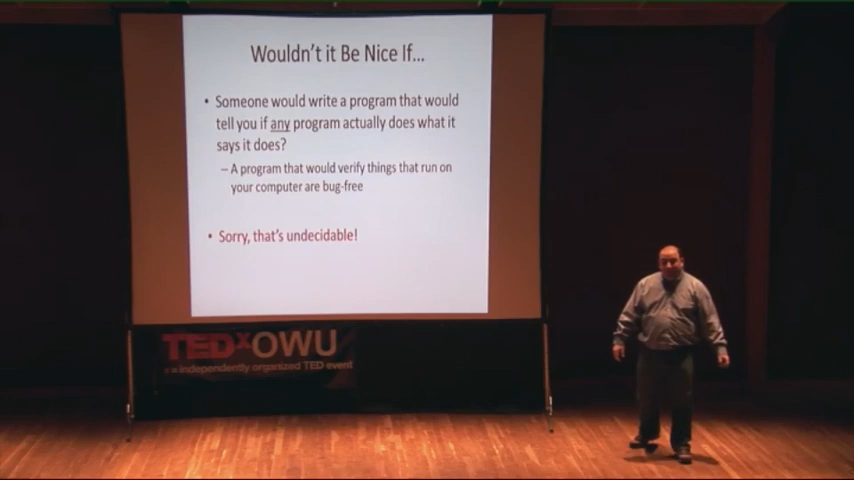 Wouldn't it Be Nice If...
• Someone would write a program that would
tell you if any program actually does what it
says it does?
– A program that would verify things that run on
your computer are bug-free
• Sorry, that's undecidable!
TEDxOWU
x = independently organized TED event